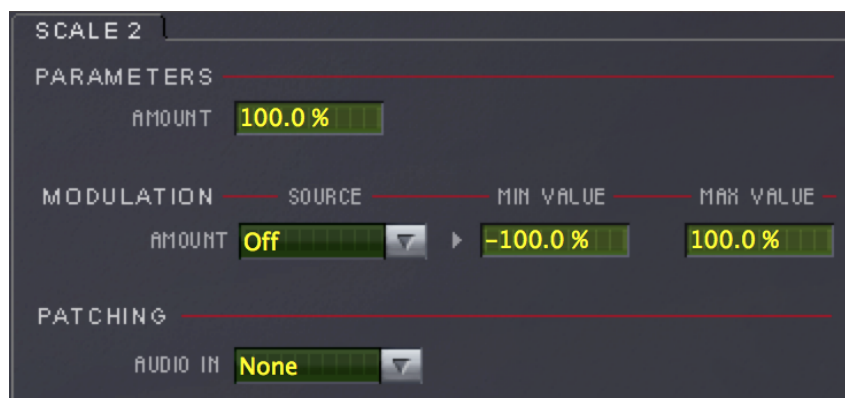 SCALE 2
PARAMETERS
AMOUNT 100.0 %
MODULATION SOURCE MIN VALUE MAX VALUE
AMOUNT Off -100.0 % 100.0 %
PATCHING
AUDIO IN None